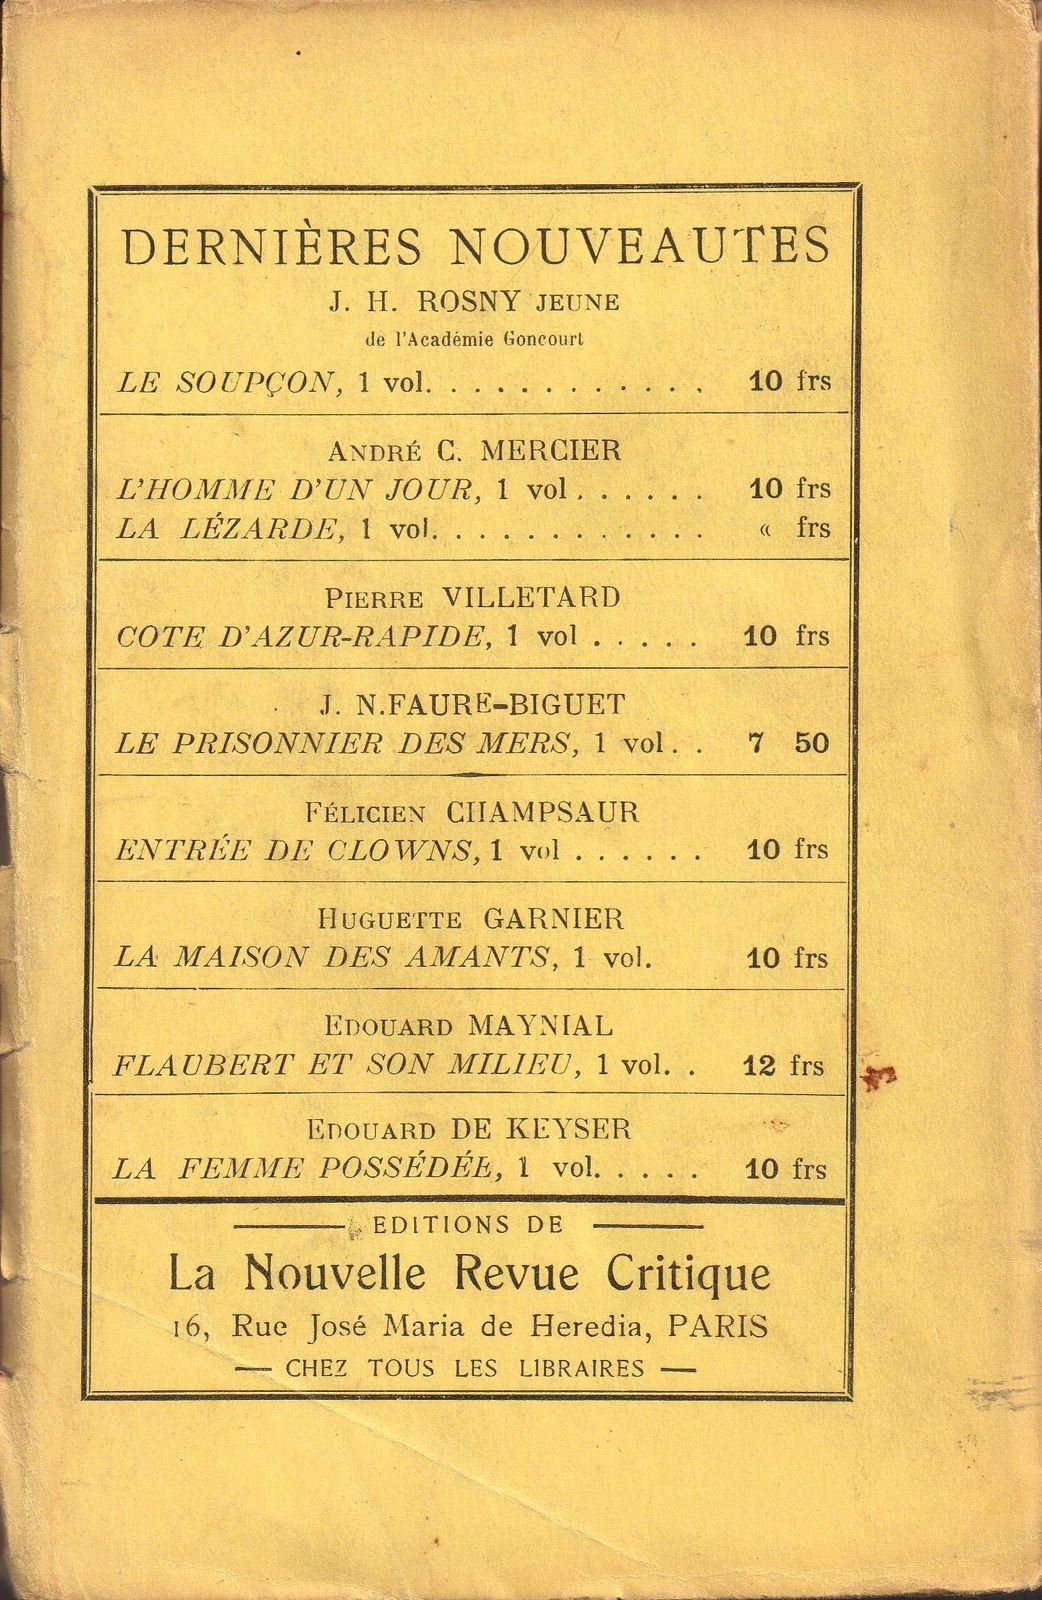 DERNIÈRES NOUVEAUTES
J. H. ROSNY JEUNE
de l'Académie Goncourt
LE SOUPÇON, 1 vol. . . . . . . . . . . . 10 frs
ANDRÉ C. MERCIER
L'HOMME D'UN JOUR, 1 vol. . . . . . 10 frs
LA LÉZARDE, 1 vol. . . . . . . . . . . . « frs
PIERRE VILLETARD
COTE D'AZUR-RAPIDE, 1 vol . . . . . 10 frs
J. N.FAURE-BIGUET
LE PRISONNIER DES MERS, 1 vol. . 7 50
FÉLICIEN CHAMPSAUR
ENTRÉE DE CLOWNS, 1 vol . . . . . . 10 frs
HUGUETTE GARNIER
LA MAISON DES AMANTS, 1 vol. 10 frs
EDOUARD MAYNIAL
FLAUBERT ET SON MILIEU, 1 vol. . 12 frs
EDOUARD DE KEYSER
LA FEMME POSSÉDÉE, 1 vol. . . . . 10 frs
EDITIONS DE
La Nouvelle Revue Critique
16, Rue José Maria de Heredia, PARIS
— CHEZ TOUS LES LIBRAIRES —